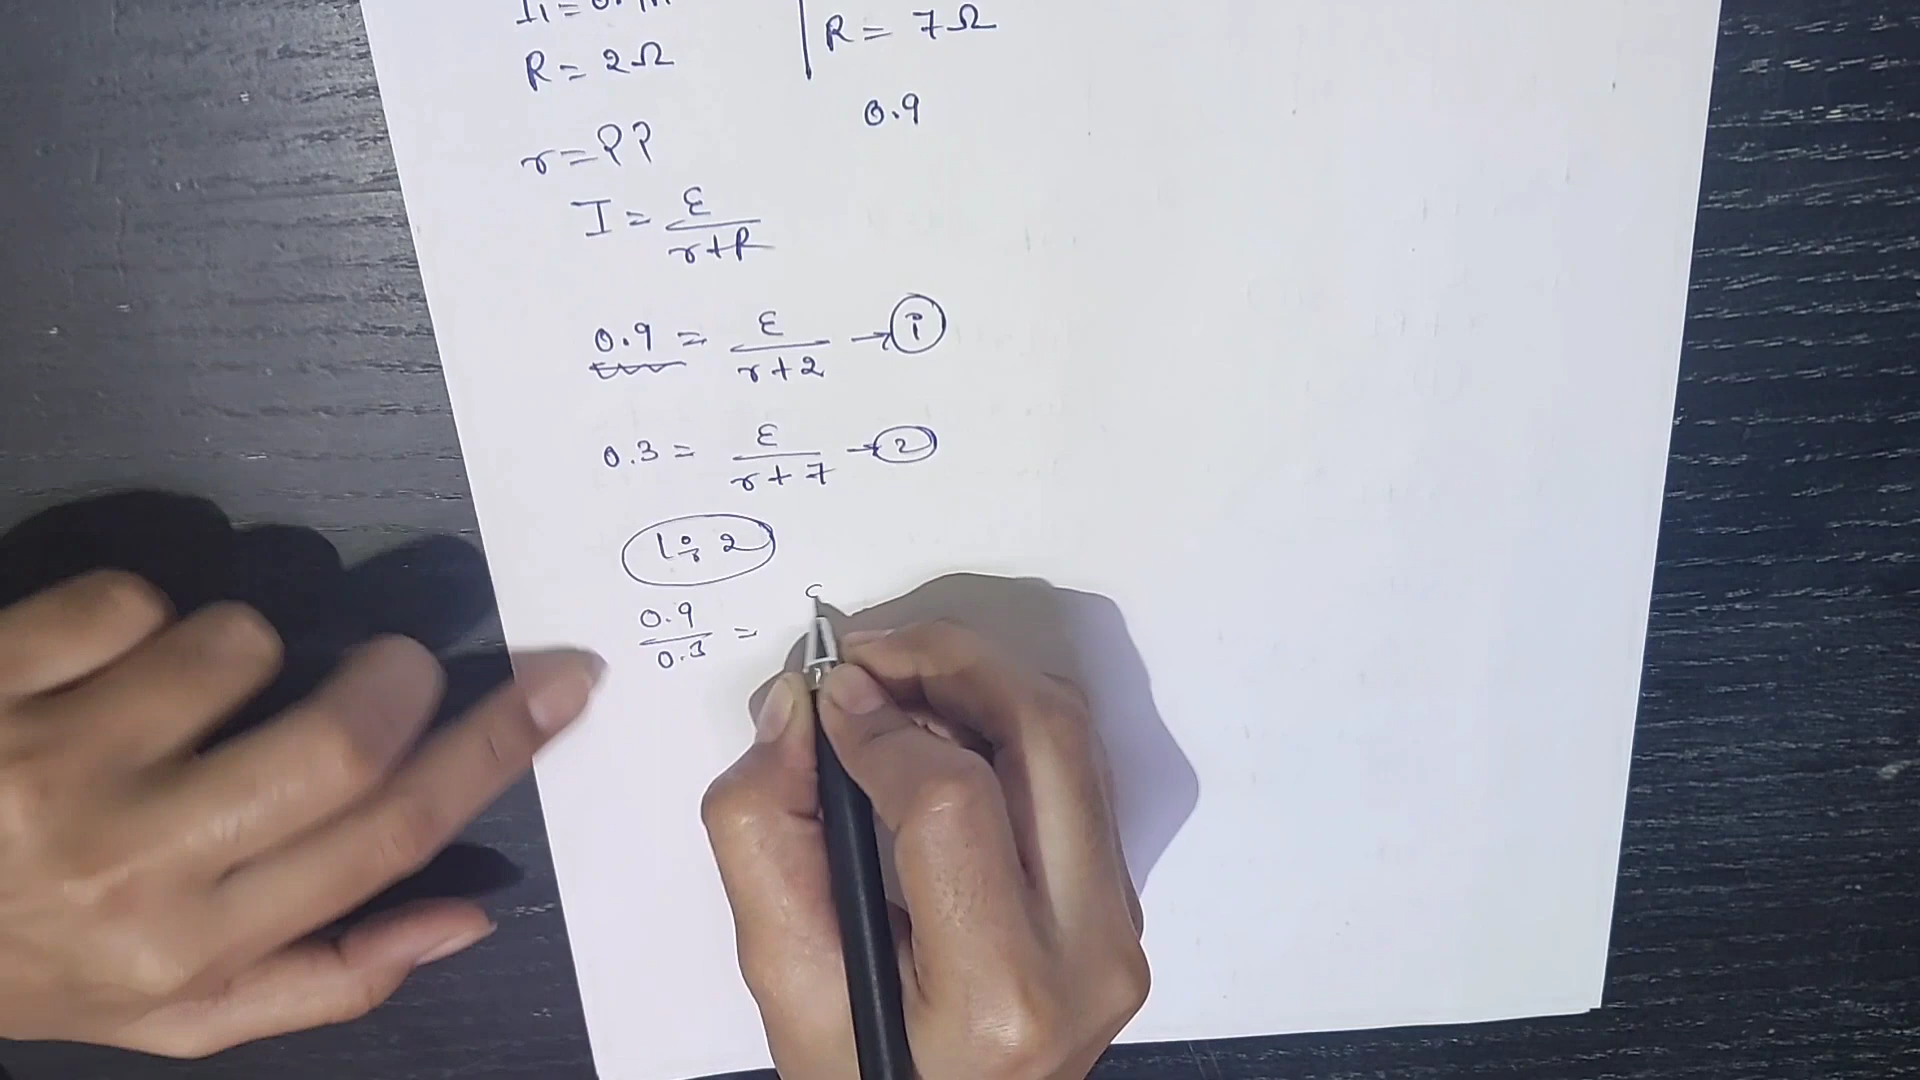 R = 2Ω
R = 7Ω
0.9
r = ??
I = ε / r+R
0.9 = ε / r+2 → 1
0.3 = ε / r+7 → 2
1 ÷ 2
0.9 / 0.3 =